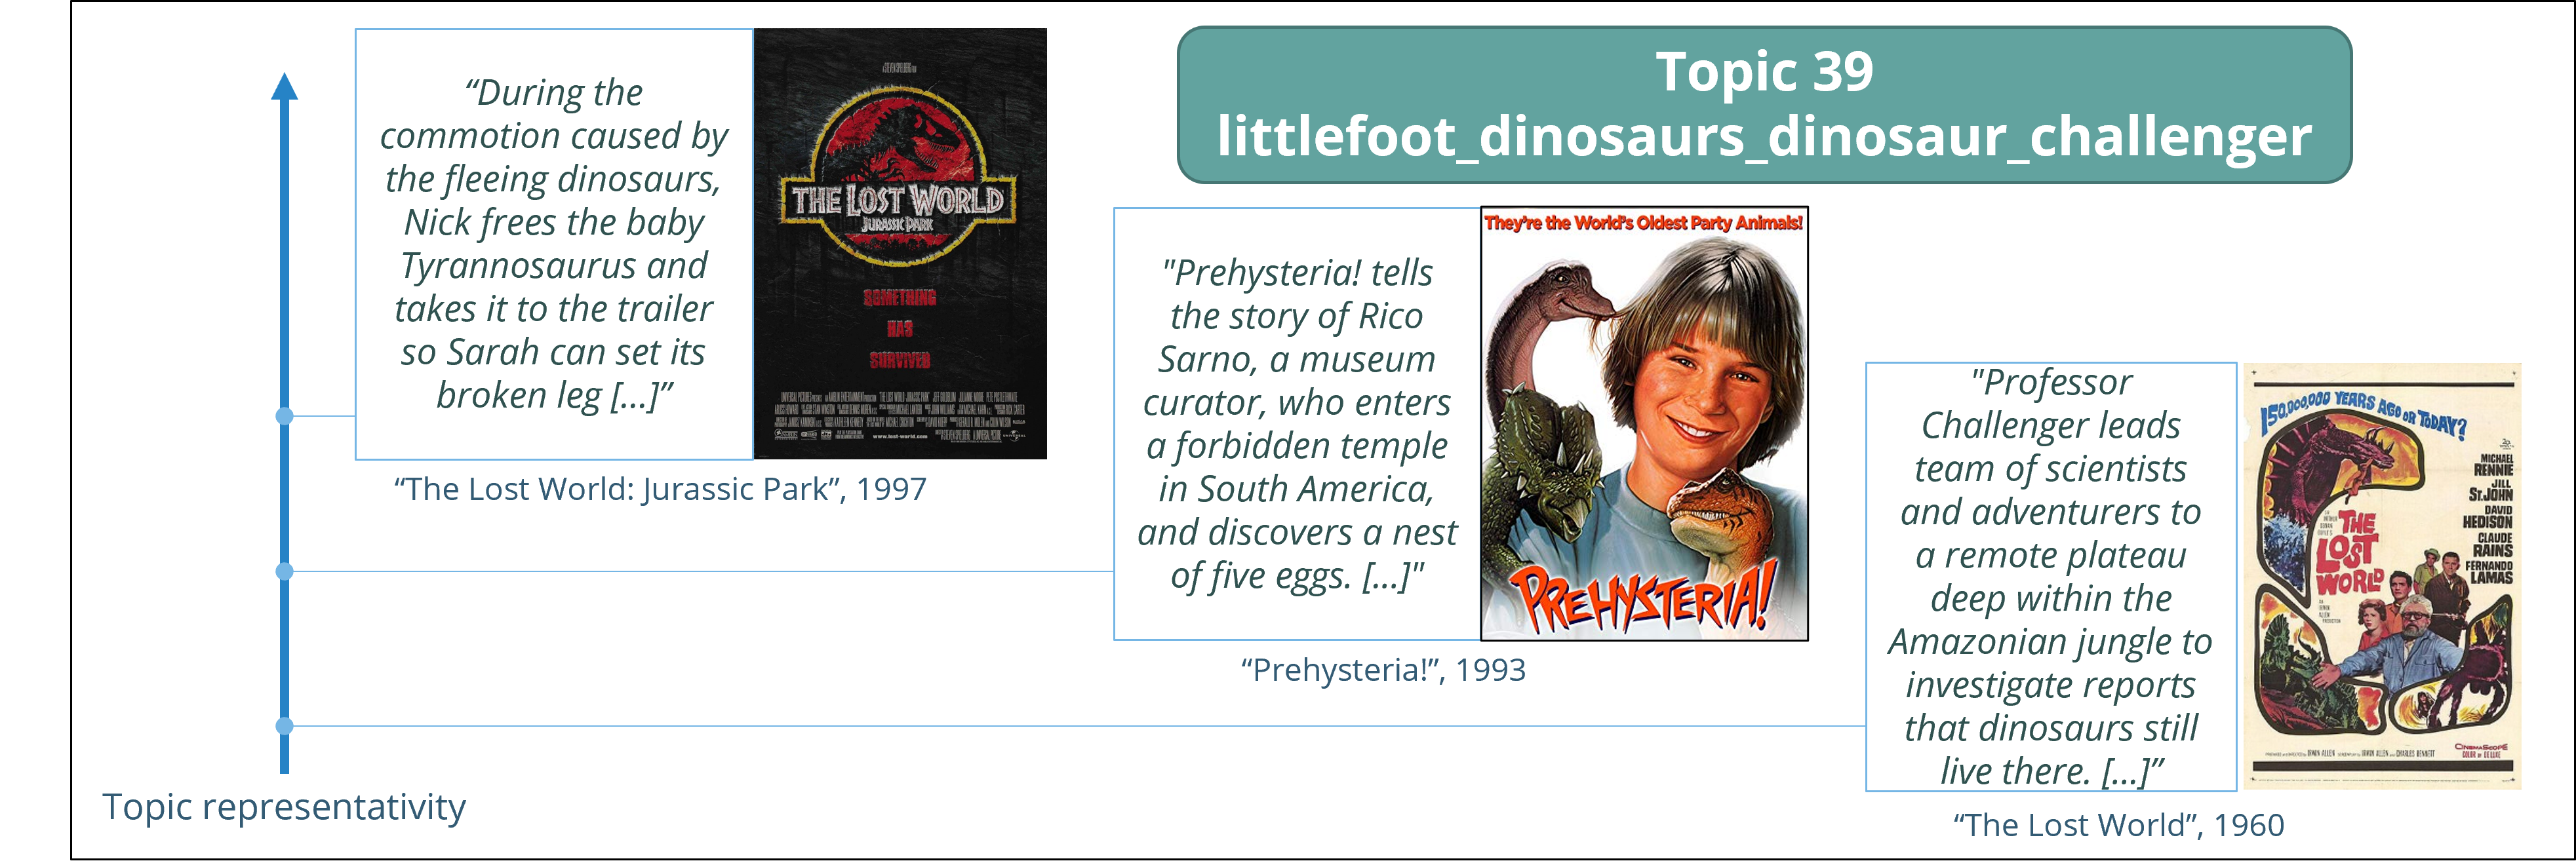 Topic 39
littlefoot_dinosaurs_dinosaur_challenger
“During the
commotion caused by
the fleeing dinosaurs,
Nick frees the baby
Tyrannosaurus and
takes it to the trailer
so Sarah can set its
broken leg [...]”
THE LOST WORLD
JURASSIC PARK
SOMETHING
HAS
SURVIVED
www.lost-world.com
“The Lost World: Jurassic Park”, 1997
"Prehysteria! tells
the story of Rico
Sarno, a museum
curator, who enters
a forbidden temple
in South America,
and discovers a nest
of five eggs. [...]"
They're the World's Oldest Party Animals!
PREHYSTERIA!
“Prehysteria!”, 1993
"Professor
Challenger leads
team of scientists
and adventurers to
a remote plateau
deep within the
Amazonian jungle to
investigate reports
that dinosaurs still
live there. [...]”
150,000,000 YEARS AGO OR TODAY?
MICHAEL
RENNIE
JILL
ST. JOHN
DAVID
HEDISON
CLAUDE
RAINS
FERNANDO
LAMAS
THE
LOST
WORLD
CINEMASCOPE
COLOR by DE LUXE
“The Lost World”, 1960
Topic representativity